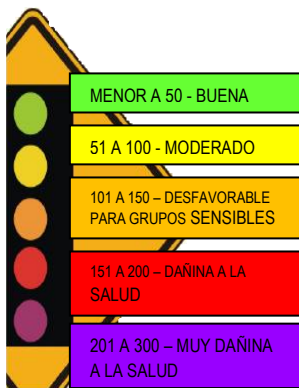 MENOR A 50 - BUENA
51 A 100 - MODERADO
101 A 150 – DESFAVORABLE
PARA GRUPOS SENSIBLES
151 A 200 – DAÑINA A LA
SALUD
201 A 300 – MUY DAÑINA
A LA SALUD